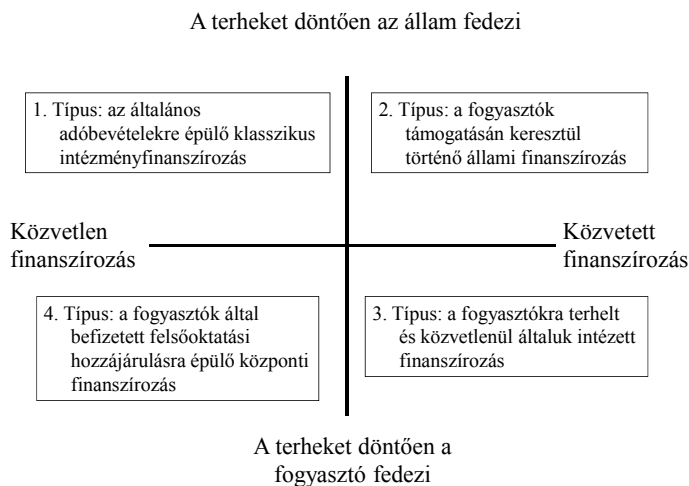 A terheket döntően az állam fedezi
1. Típus: az általános
adóbevételekre épülő klasszikus
intézményfinanszírozás
2. Típus: a fogyasztók
támogatásán keresztül
történő állami finanszírozás
Közvetlen
finanszírozás
Közvetett
finanszírozás
4. Típus: a fogyasztók által
befizetett felsőoktatási
hozzájárulásra épülő központi
finanszírozás
3. Típus: a fogyasztókra terhelt
és közvetlenül általuk intézett
finanszírozás
A terheket döntően a
fogyasztó fedezi